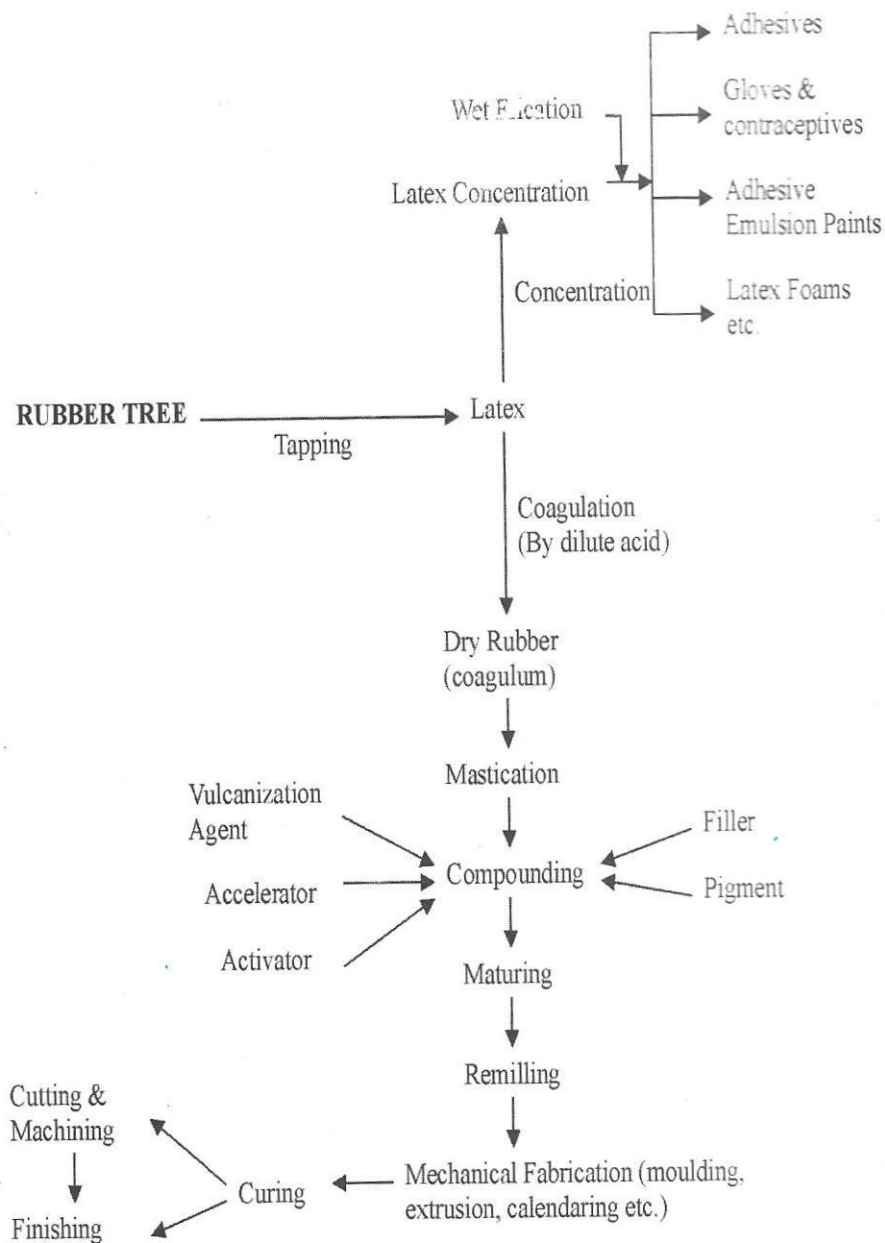 Adhesives
Wet
Gloves &
contraceptives
Latex Concentration
Adhesive
Emulsion Paints
Concentration
Latex Foams
etc.
RUBBER TREE
Tapping
Latex
Coagulation
(By dilute acid)
Dry Rubber
(coagulum)
Mastication
Vulcanization
Agent
Filler
Compounding
Accelerator
Pigment
Activator
Maturing
Remilling
Cutting &
Machining
Mechanical Fabrication (moulding,
extrusion, calendaring etc.)
Curing
Finishing